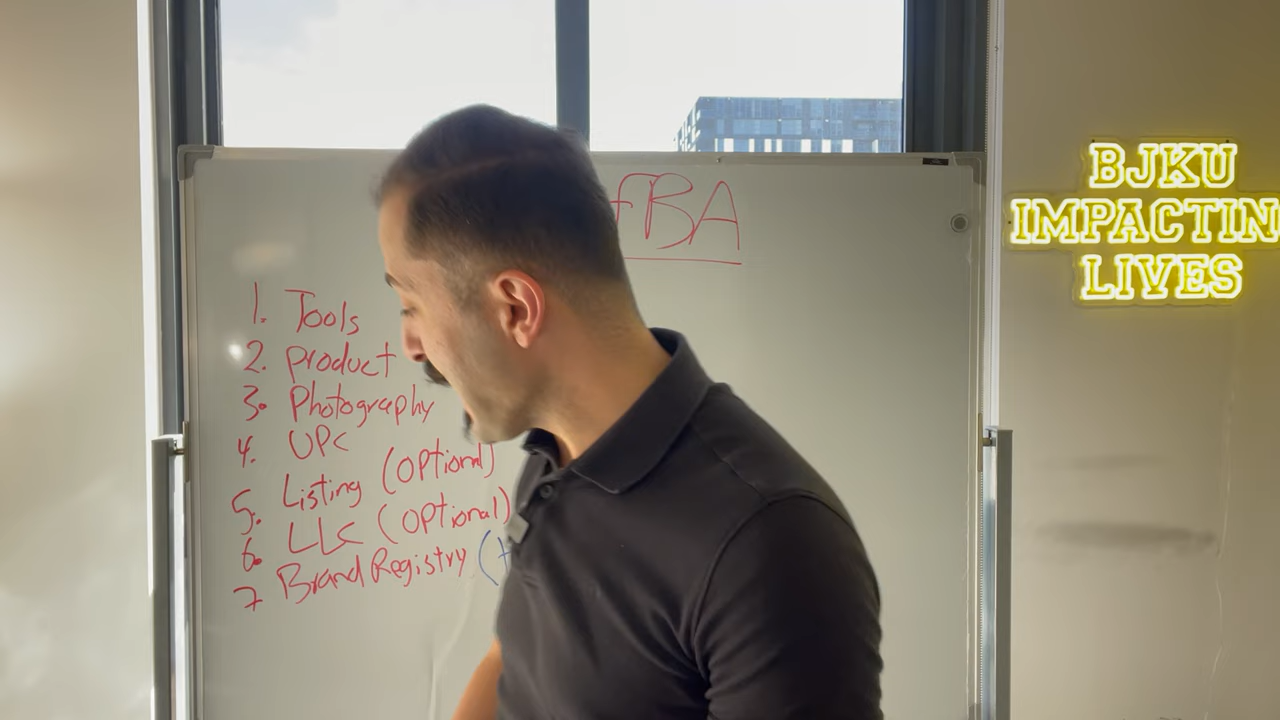 FBA
1. Tools
2. Product
3. Photography
4. UPC
5. Listing (Optional)
6. LLC (Optional)
7 Brand Registry (
BJKU
IMPACTIN
LIVES